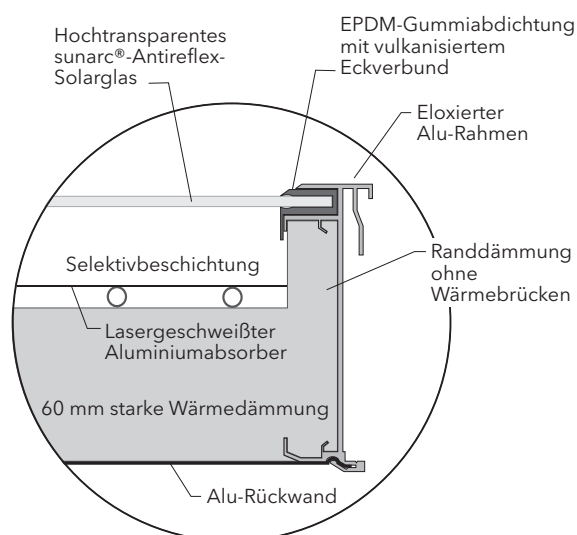 Hochtransparentes
sunarc®-Antireflex-
Solarglas
EPDM-Gummiabdichtung
mit vulkanisiertem
Eckverbund
Eloxierter
Alu-Rahmen
Selektivbeschichtung
Randdämmung
ohne
Wärmebrücken
Lasergeschweißter
Aluminiumabsorber
60 mm starke Wärmedämmung
Alu-Rückwand